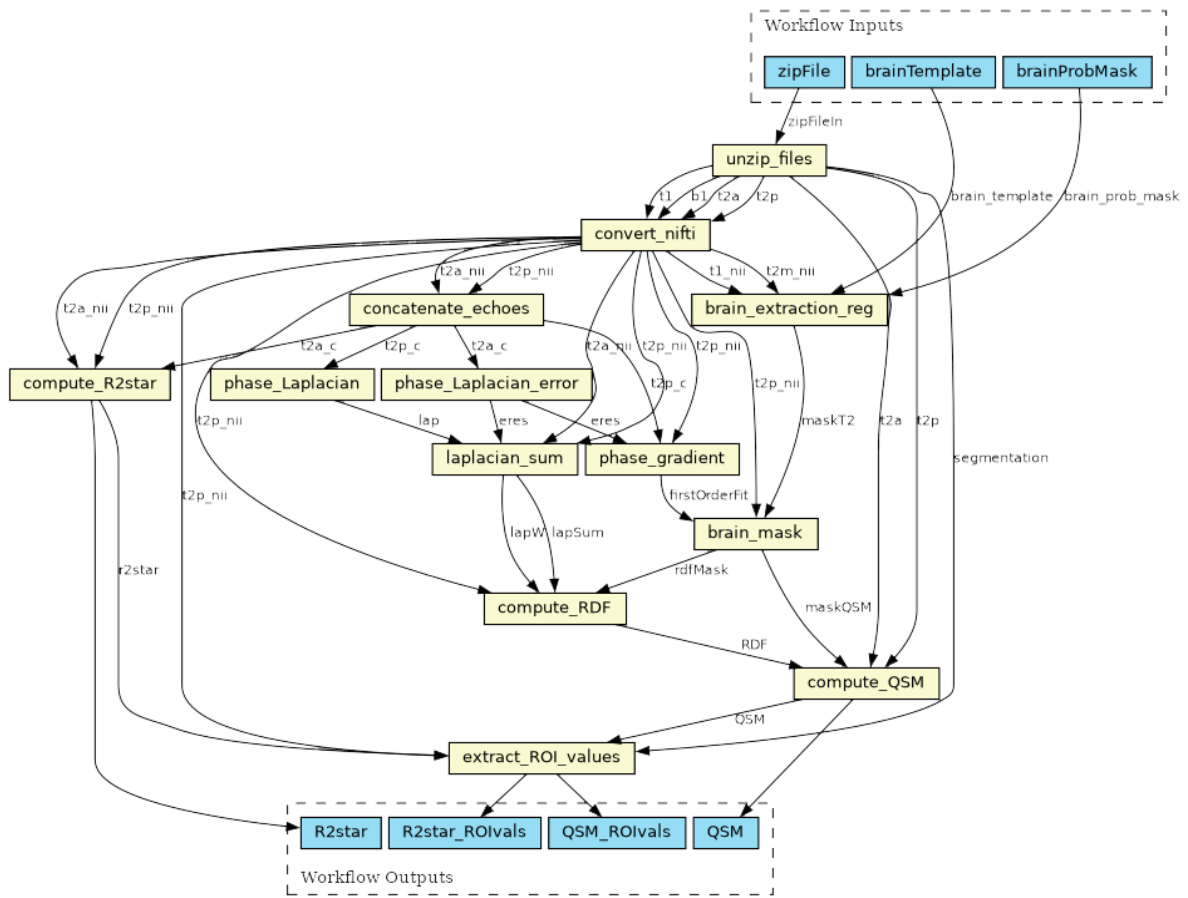 Workflow Inputs
zipFile brainTemplate brainProbMask
zipFileIn
unzip_files
t1 b1 t2a t2p brain_template brain_prob_mask
convert_nifti
t2a_nii t2p_nii t1_nii t2m_nii
t2a_nii t2p_nii concatenate_echoes brain_extraction_reg
t2a_c t2p_c t2a_c t2a_nii t2p_nii t2p_nii
compute_R2star phase_Laplacian phase_Laplacian_error t2p_c t2p_nii
t2p_nii lap eres eres maskT2 t2a t2p
laplacian_sum phase_gradient segmentation
t2p_nii firstOrderFit
lapW lapSum brain_mask
r2star rdfMask
compute_RDF maskQSM
RDF
compute_QSM
QSM
extract_ROI_values
R2star R2star_ROIvals QSM_ROIvals QSM
Workflow Outputs